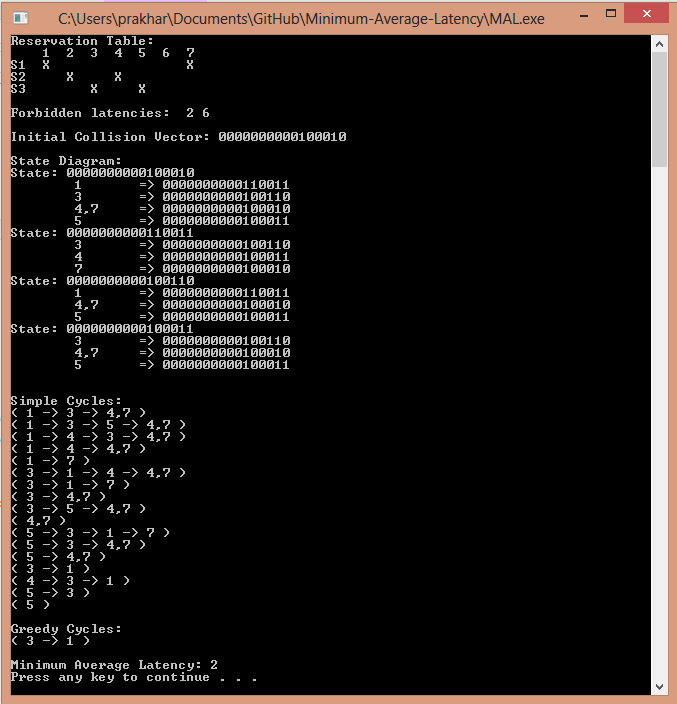 C:\Users\prakhar\Documents\GitHub\Minimum-Average-Latency\MAL.exe
Reservation Table:
1 2 3 4 5 6 7
S1 X X
S2 X X
S3 X X
Forbidden latencies: 2 6
Initial Collision Vector: 0000000000100010
State Diagram:
State: 0000000000100010
1 => 0000000000110011
3 => 0000000000100110
4,7 => 0000000000100010
5 => 0000000000100011
State: 0000000000110011
3 => 0000000000100110
4 => 0000000000100011
7 => 0000000000100010
State: 0000000000100110
1 => 0000000000110011
4,7 => 0000000000100010
5 => 0000000000100011
State: 0000000000100011
3 => 0000000000100110
4,7 => 0000000000100010
5 => 0000000000100011
Simple Cycles:
( 1 -> 3 -> 4,7 )
( 1 -> 3 -> 5 -> 4,7 )
( 1 -> 4 -> 3 -> 4,7 )
( 1 -> 4 -> 4,7 )
( 1 -> 7 )
( 3 -> 1 -> 4 -> 4,7 )
( 3 -> 1 -> 7 )
( 3 -> 4,7 )
( 3 -> 5 -> 4,7 )
( 4,7 )
( 5 -> 3 -> 1 -> 7 )
( 5 -> 3 -> 4,7 )
( 5 -> 4,7 )
( 3 -> 1 )
( 4 -> 3 -> 1 )
( 5 -> 3 )
( 5 )
Greedy Cycles:
( 3 -> 1 )
Minimum Average Latency: 2
Press any key to continue . . .